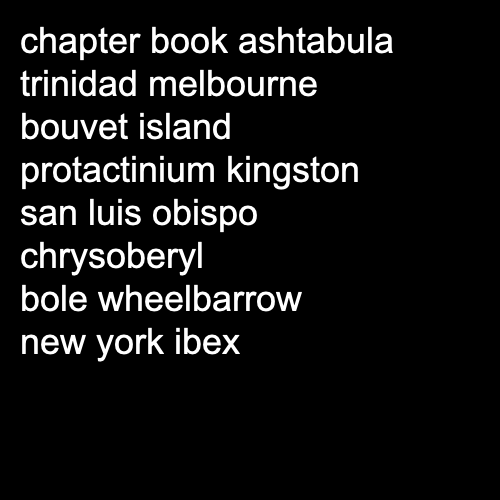 chapter book ashtabula
trinidad melbourne
bouvet island
protactinium kingston
san luis obispo
chrysoberyl
bole wheelbarrow
new york ibex